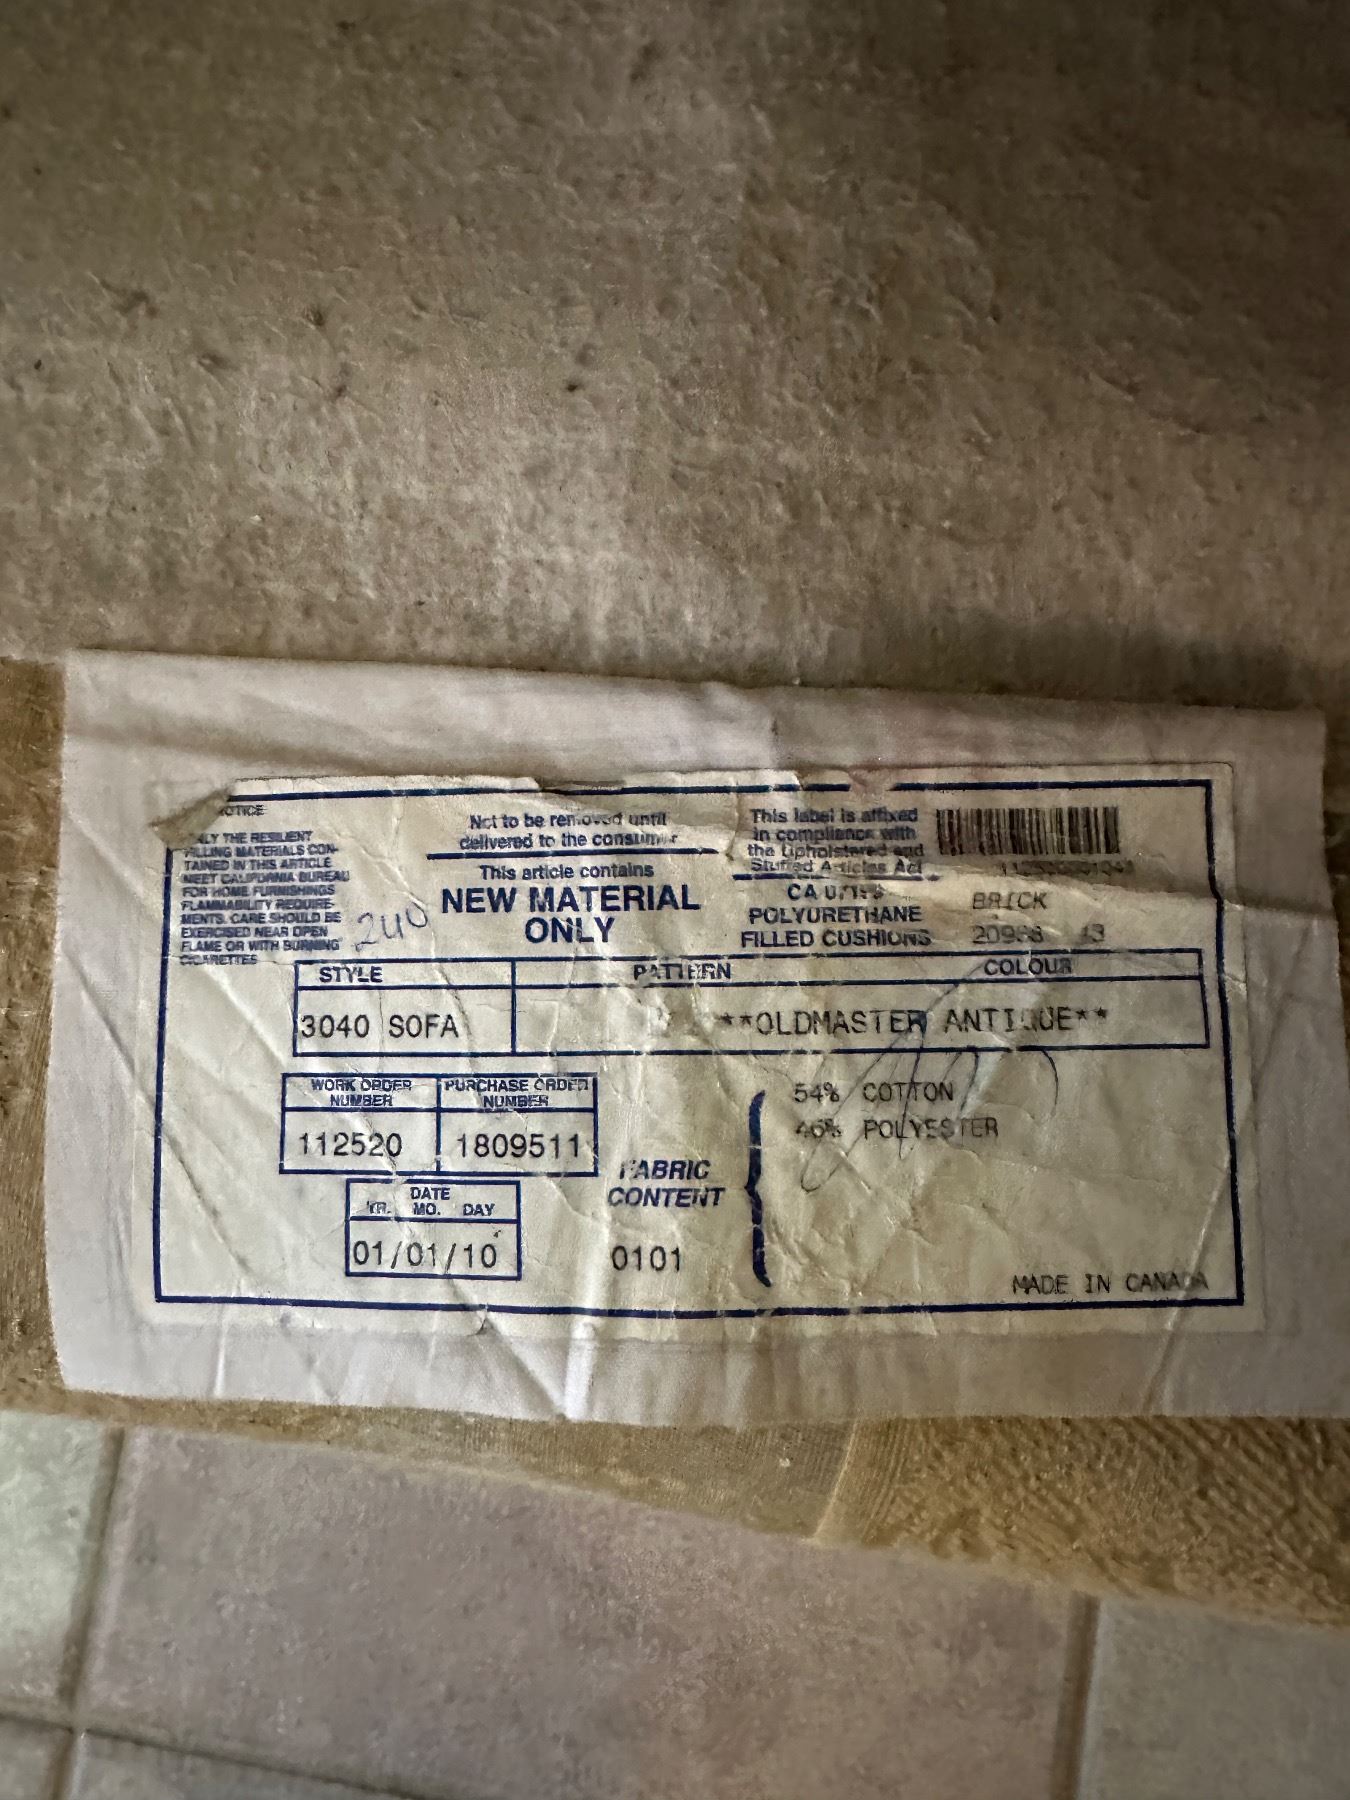 NOTICE
ONLY THE RESILIENT
FILLING MATERIALS CON-
TAINED IN THIS ARTICLE
MEET CALIFORNIA BUREAU
FOR HOME FURNISHINGS
FLAMMABILITY REQUIRE-
MENTS. CARE SHOULD BE
EXERCISED NEAR OPEN
FLAME OR WITH BURNING
CIGARETTES
240
Not to be removed until
delivered to the consumer
This article contains
NEW MATERIAL
ONLY
This label is affixed
in compliance with
the Upholstered and
Stuffed Articles Act
CAUTION
POLYURETHANE
FILLED CUSHIONS
BRICK
STYLE PATTERN COLOUR
3040 SOFA **OLDMASTER ANTIQUE**
WORK ORDER
NUMBER
112520
PURCHASE ORDER
NUMBER
1809511
DATE
YR. MO. DAY
01/01/10
FABRIC
CONTENT
0101
54% COTTON
46% POLYESTER
MADE IN CANADA